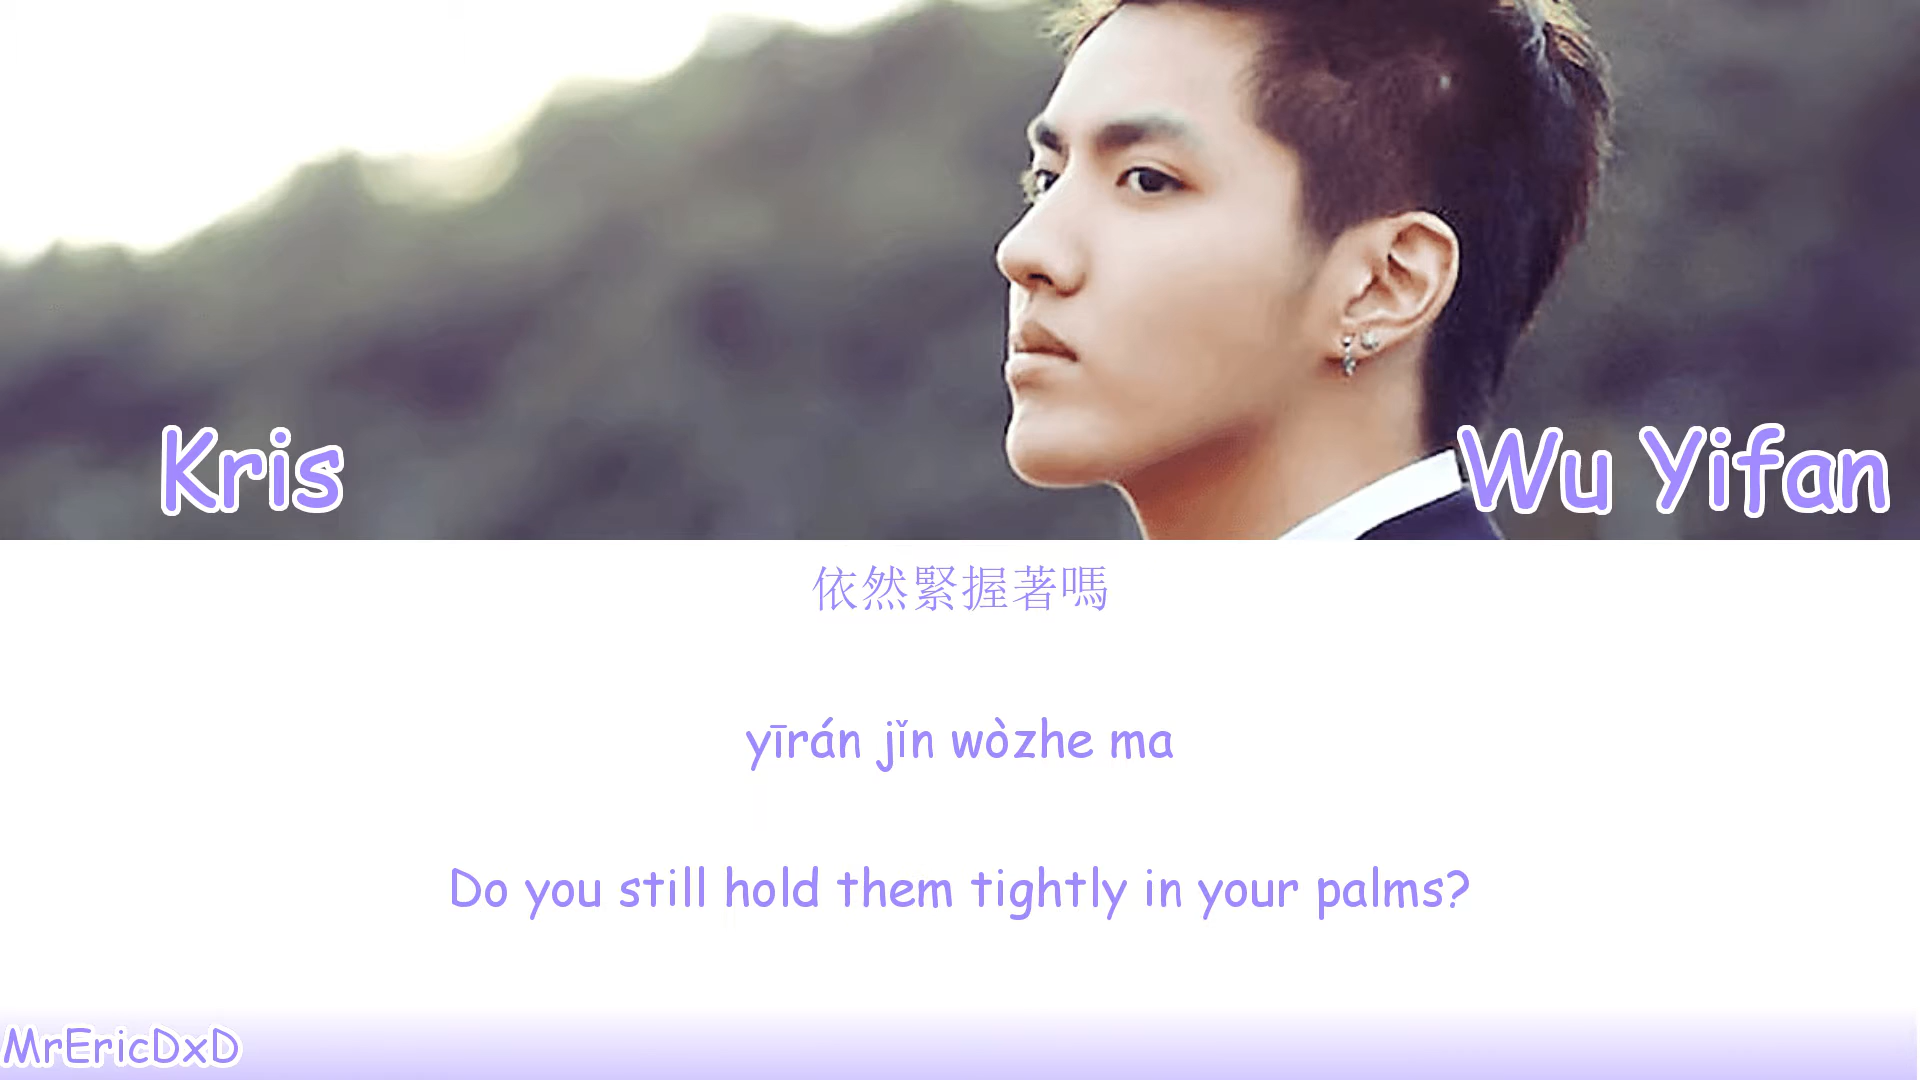 Kris
Wu Yifan
依然緊握著嗎
yīrán jǐn wòzhe ma
Do you still hold them tightly in your palms?
MrEricDxD